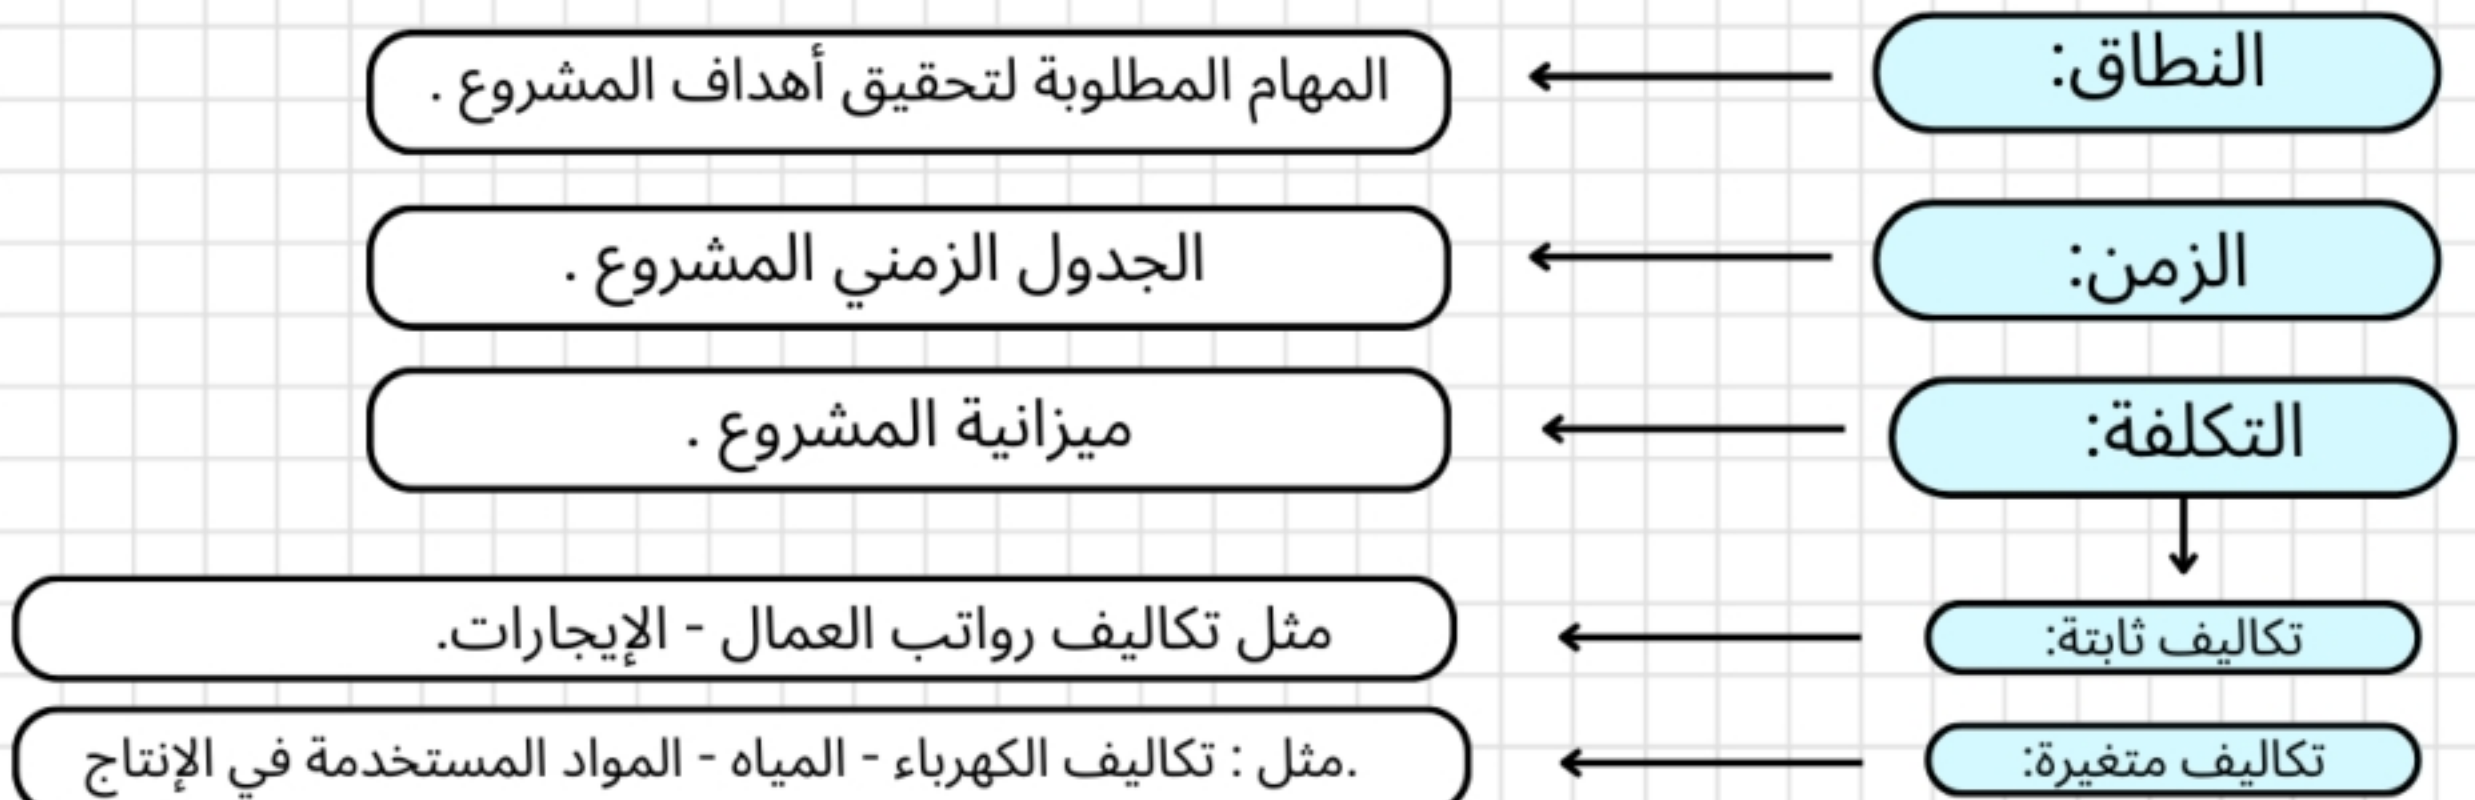 النطاق:
المهام المطلوبة لتحقيق أهداف المشروع .
الزمن:
الجدول الزمني المشروع .
التكلفة:
ميزانية المشروع .
تكاليف ثابتة:
مثل تكاليف رواتب العمال - الإيجارات.
تكاليف متغيرة:
.مثل : تكاليف الكهرباء - المياه - المواد المستخدمة في الإنتاج